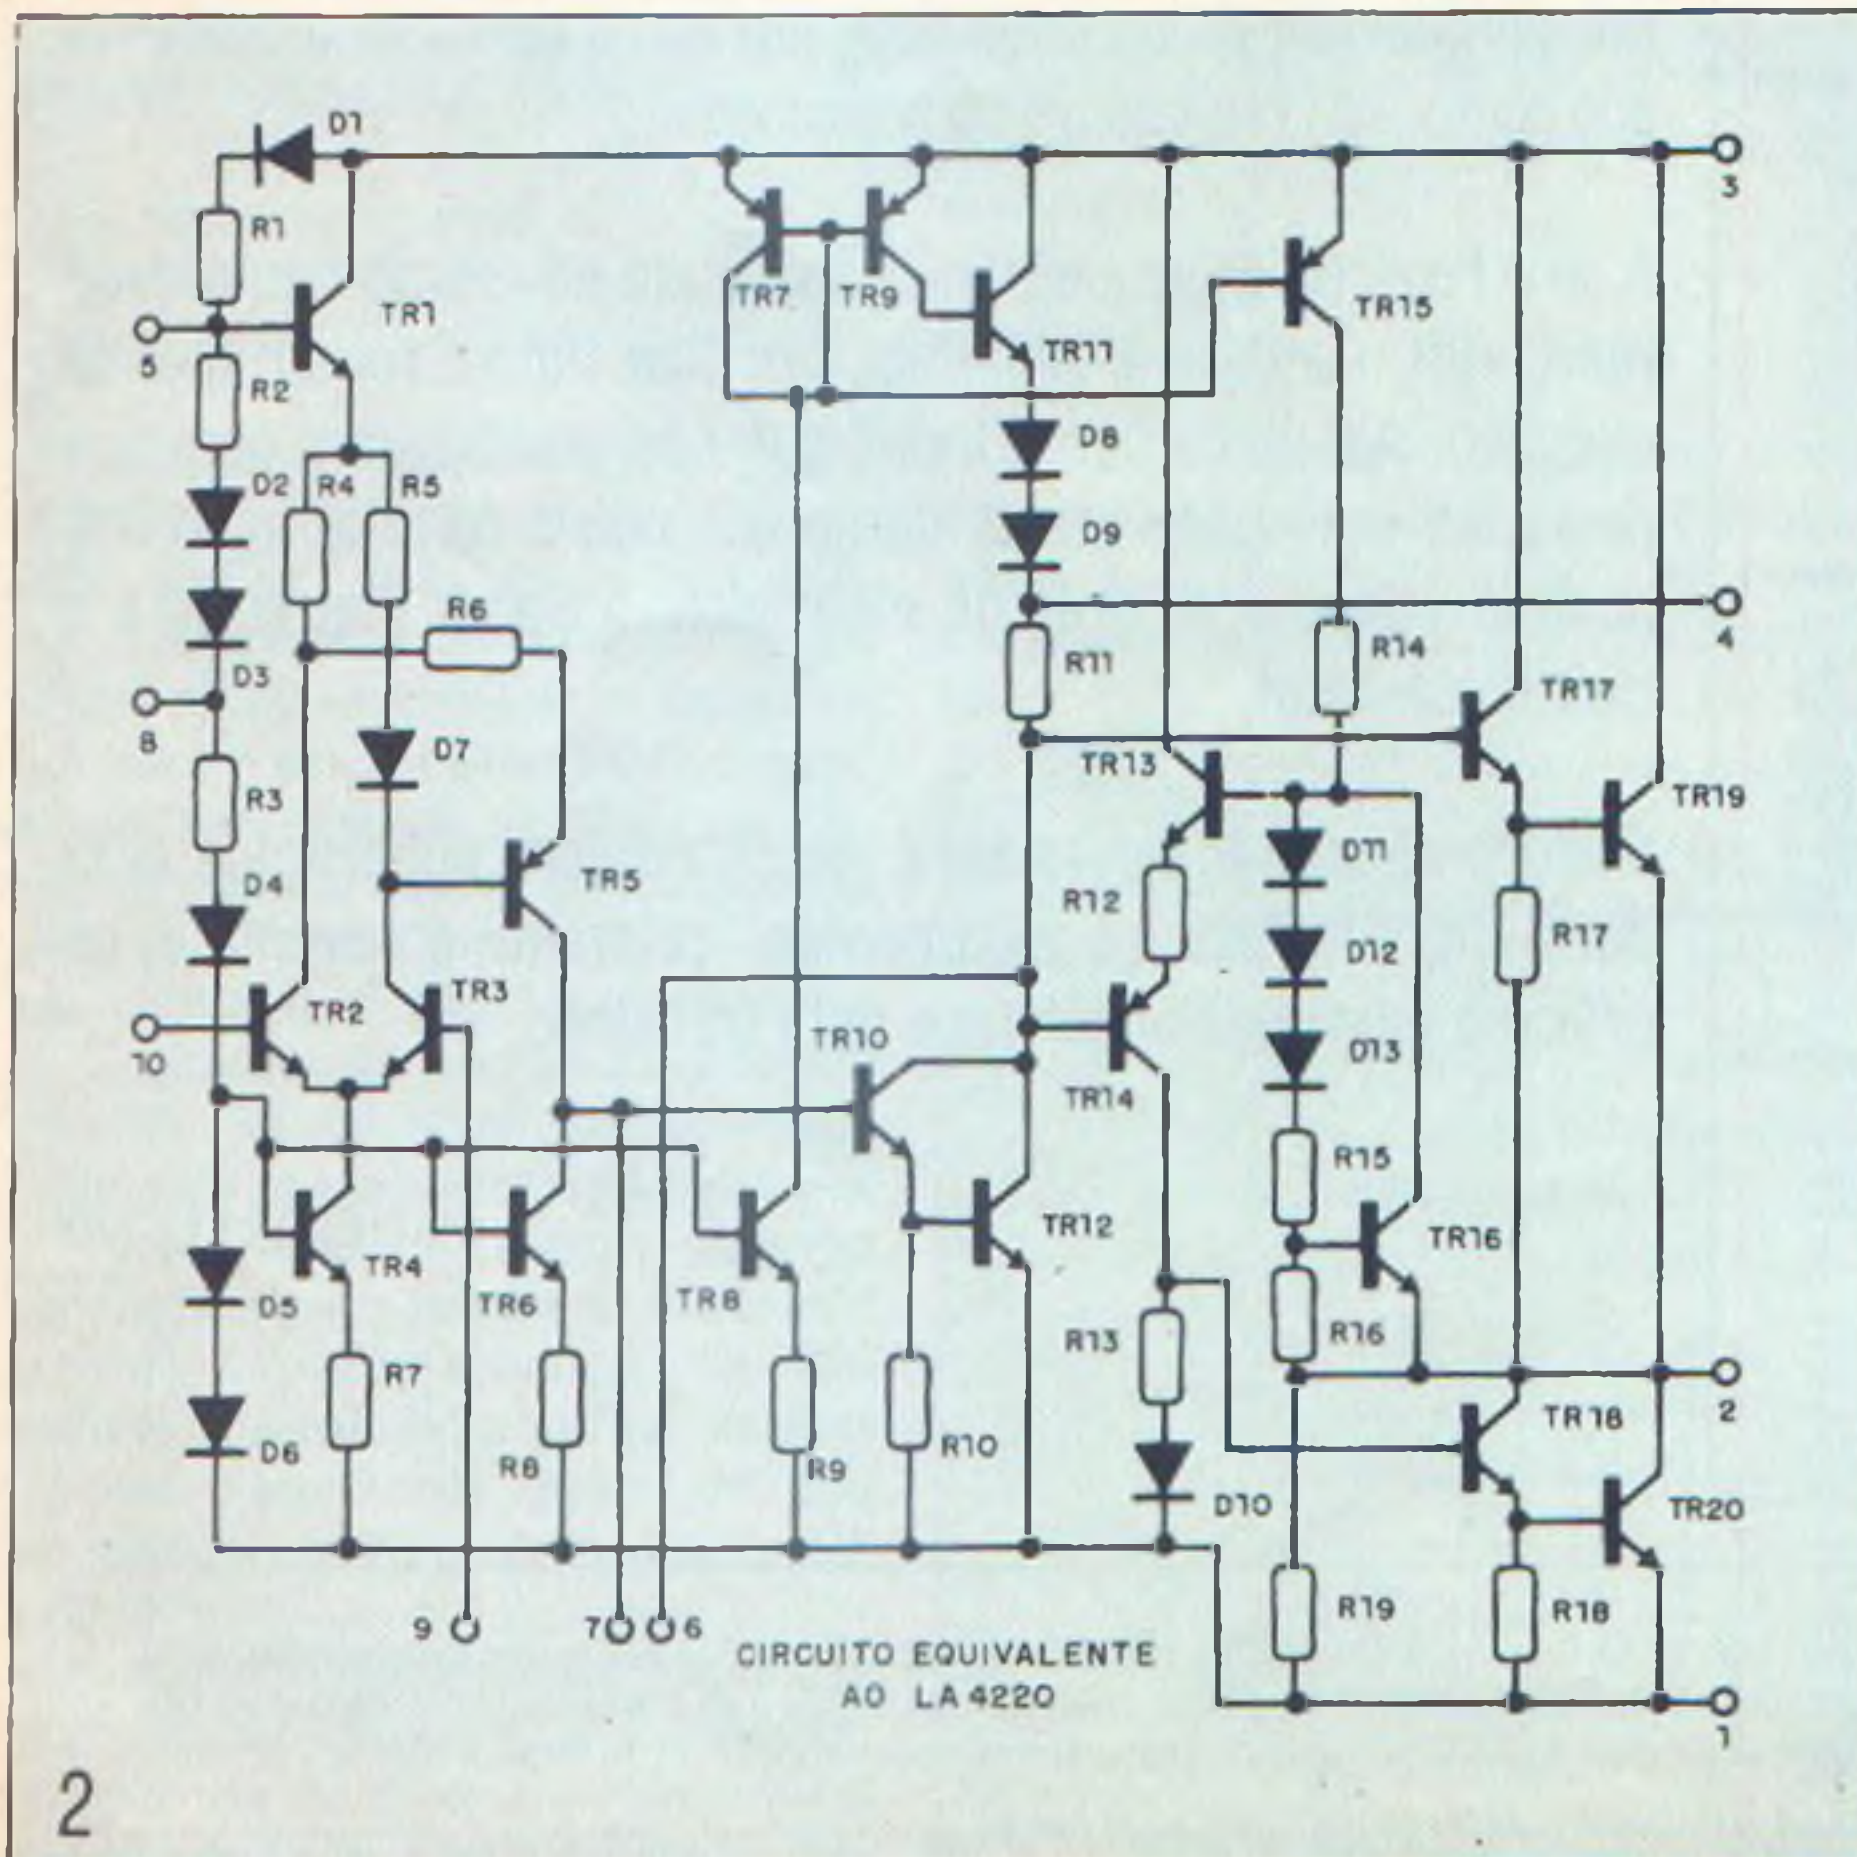 D1
3
R1
TR7
TR9
TR15
TR1
TR11
5
R2
D8
D2
R4
R5
D9
R6
4
R11
R14
D3
TR17
8
D7
TR13
R3
TR19
D11
D4
TR5
R12
R17
D12
TR2
TR3
TR10
D13
10
TR14
R15
TR12
TR16
TR4
D5
TR6
TR8
R13
R16
R7
2
TR18
D6
R8
R9
R10
D10
TR20
R19
R18
9
7
6
CIRCUITO EQUIVALENTE
AO LA 4220
1
2